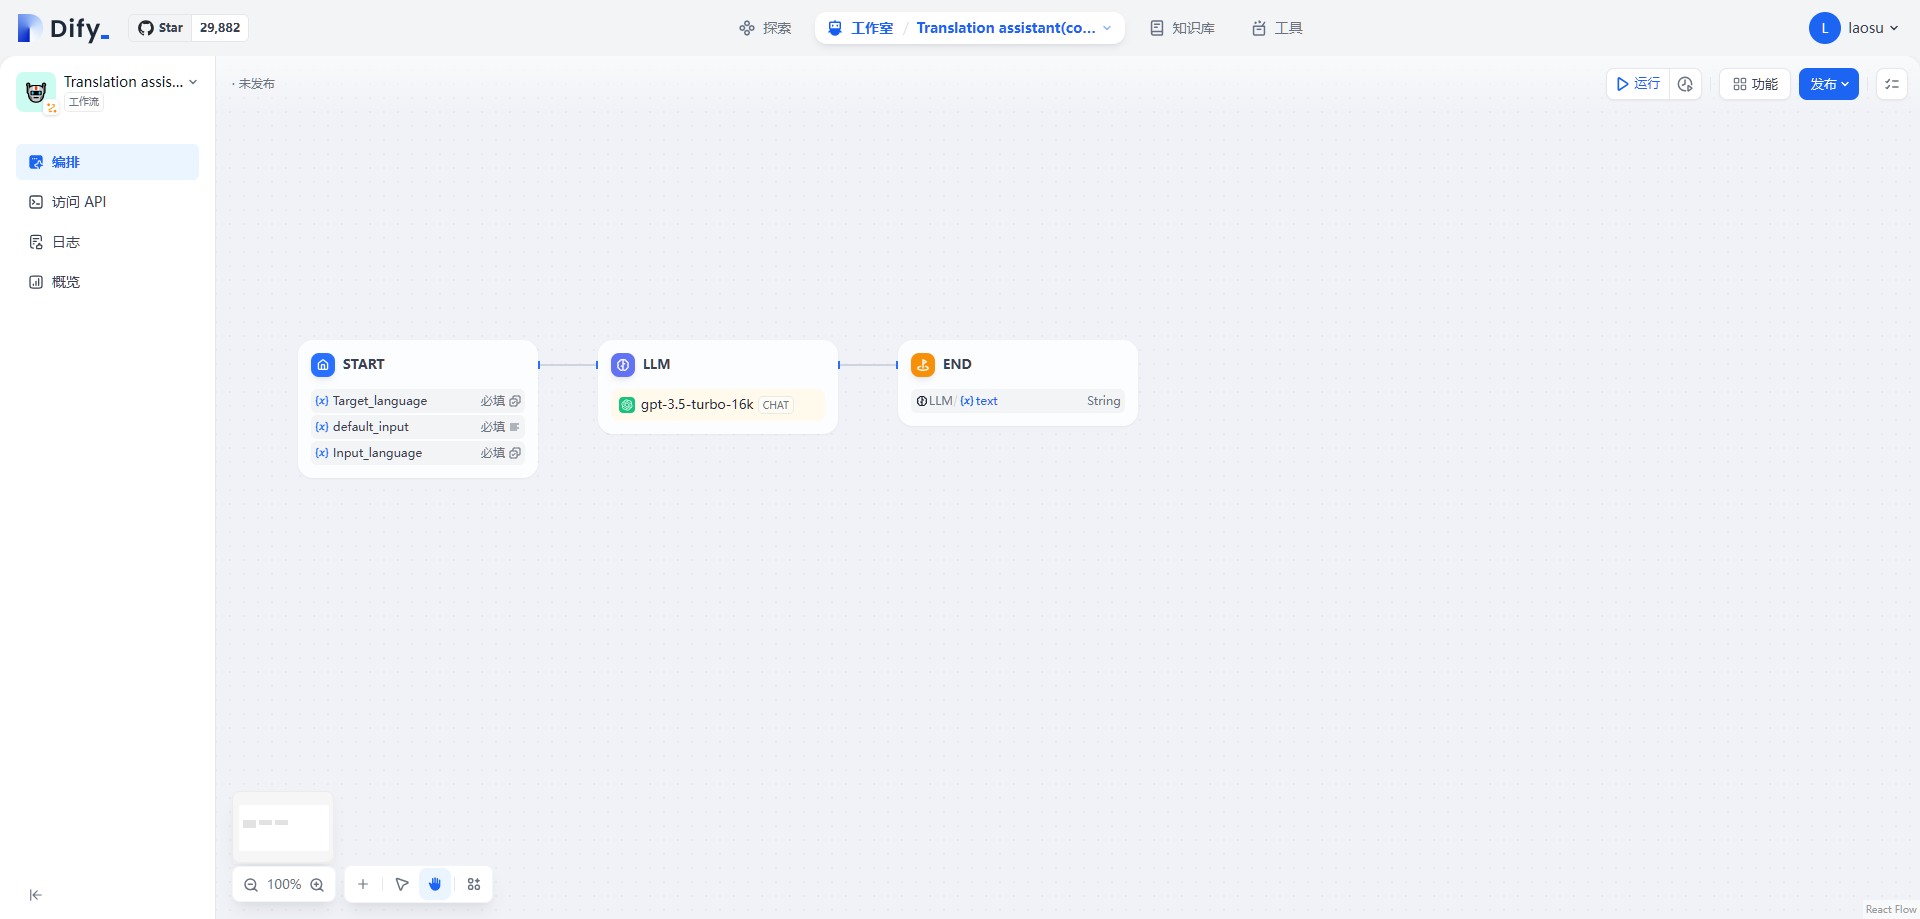 Dify_
Star 29,882
探索
工作室 / Translation assistant(co...
知识库
工具
L laosu
Translation assis...
工作流
· 未发布
运行
功能
发布
编排
访问 API
日志
概览
START
{x} Target_language 必填
{x} default_input 必填
{x} Input_language 必填
LLM
gpt-3.5-turbo-16k CHAT
END
LLM / {x} text String
100%
React Flow